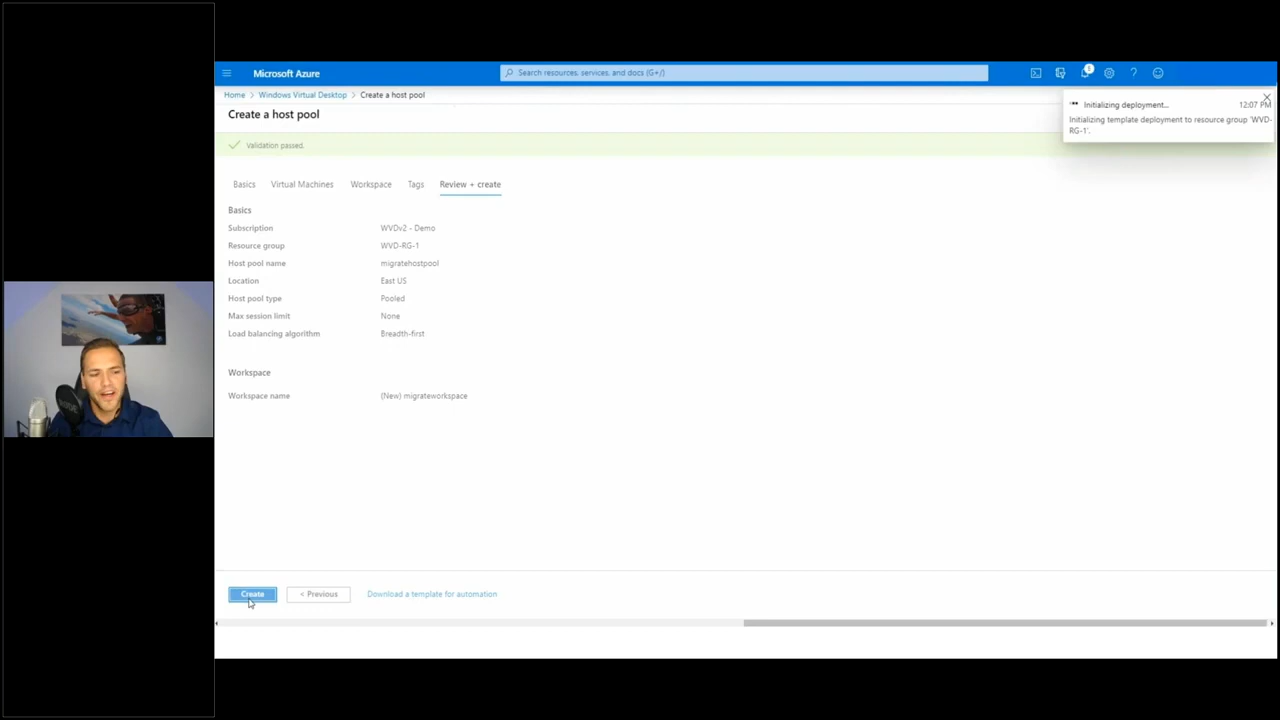 Microsoft Azure
Search resources, services, and docs (G+/)
1
Home > Windows Virtual Desktop > Create a host pool
Create a host pool
Initializing deployment...
12:07 PM
Initializing template deployment to resource group 'WVD-
RG-1'.
Validation passed.
Basics
Virtual Machines
Workspace
Tags
Review + create
Basics
Subscription
WVDv2 - Demo
Resource group
WVD-RG-1
Host pool name
migratehostpool
Location
East US
Host pool type
Pooled
Max session limit
None
Load balancing algorithm
Breadth-first
Workspace
Workspace name
(New) migrateworkspace
Create
< Previous
Download a template for automation